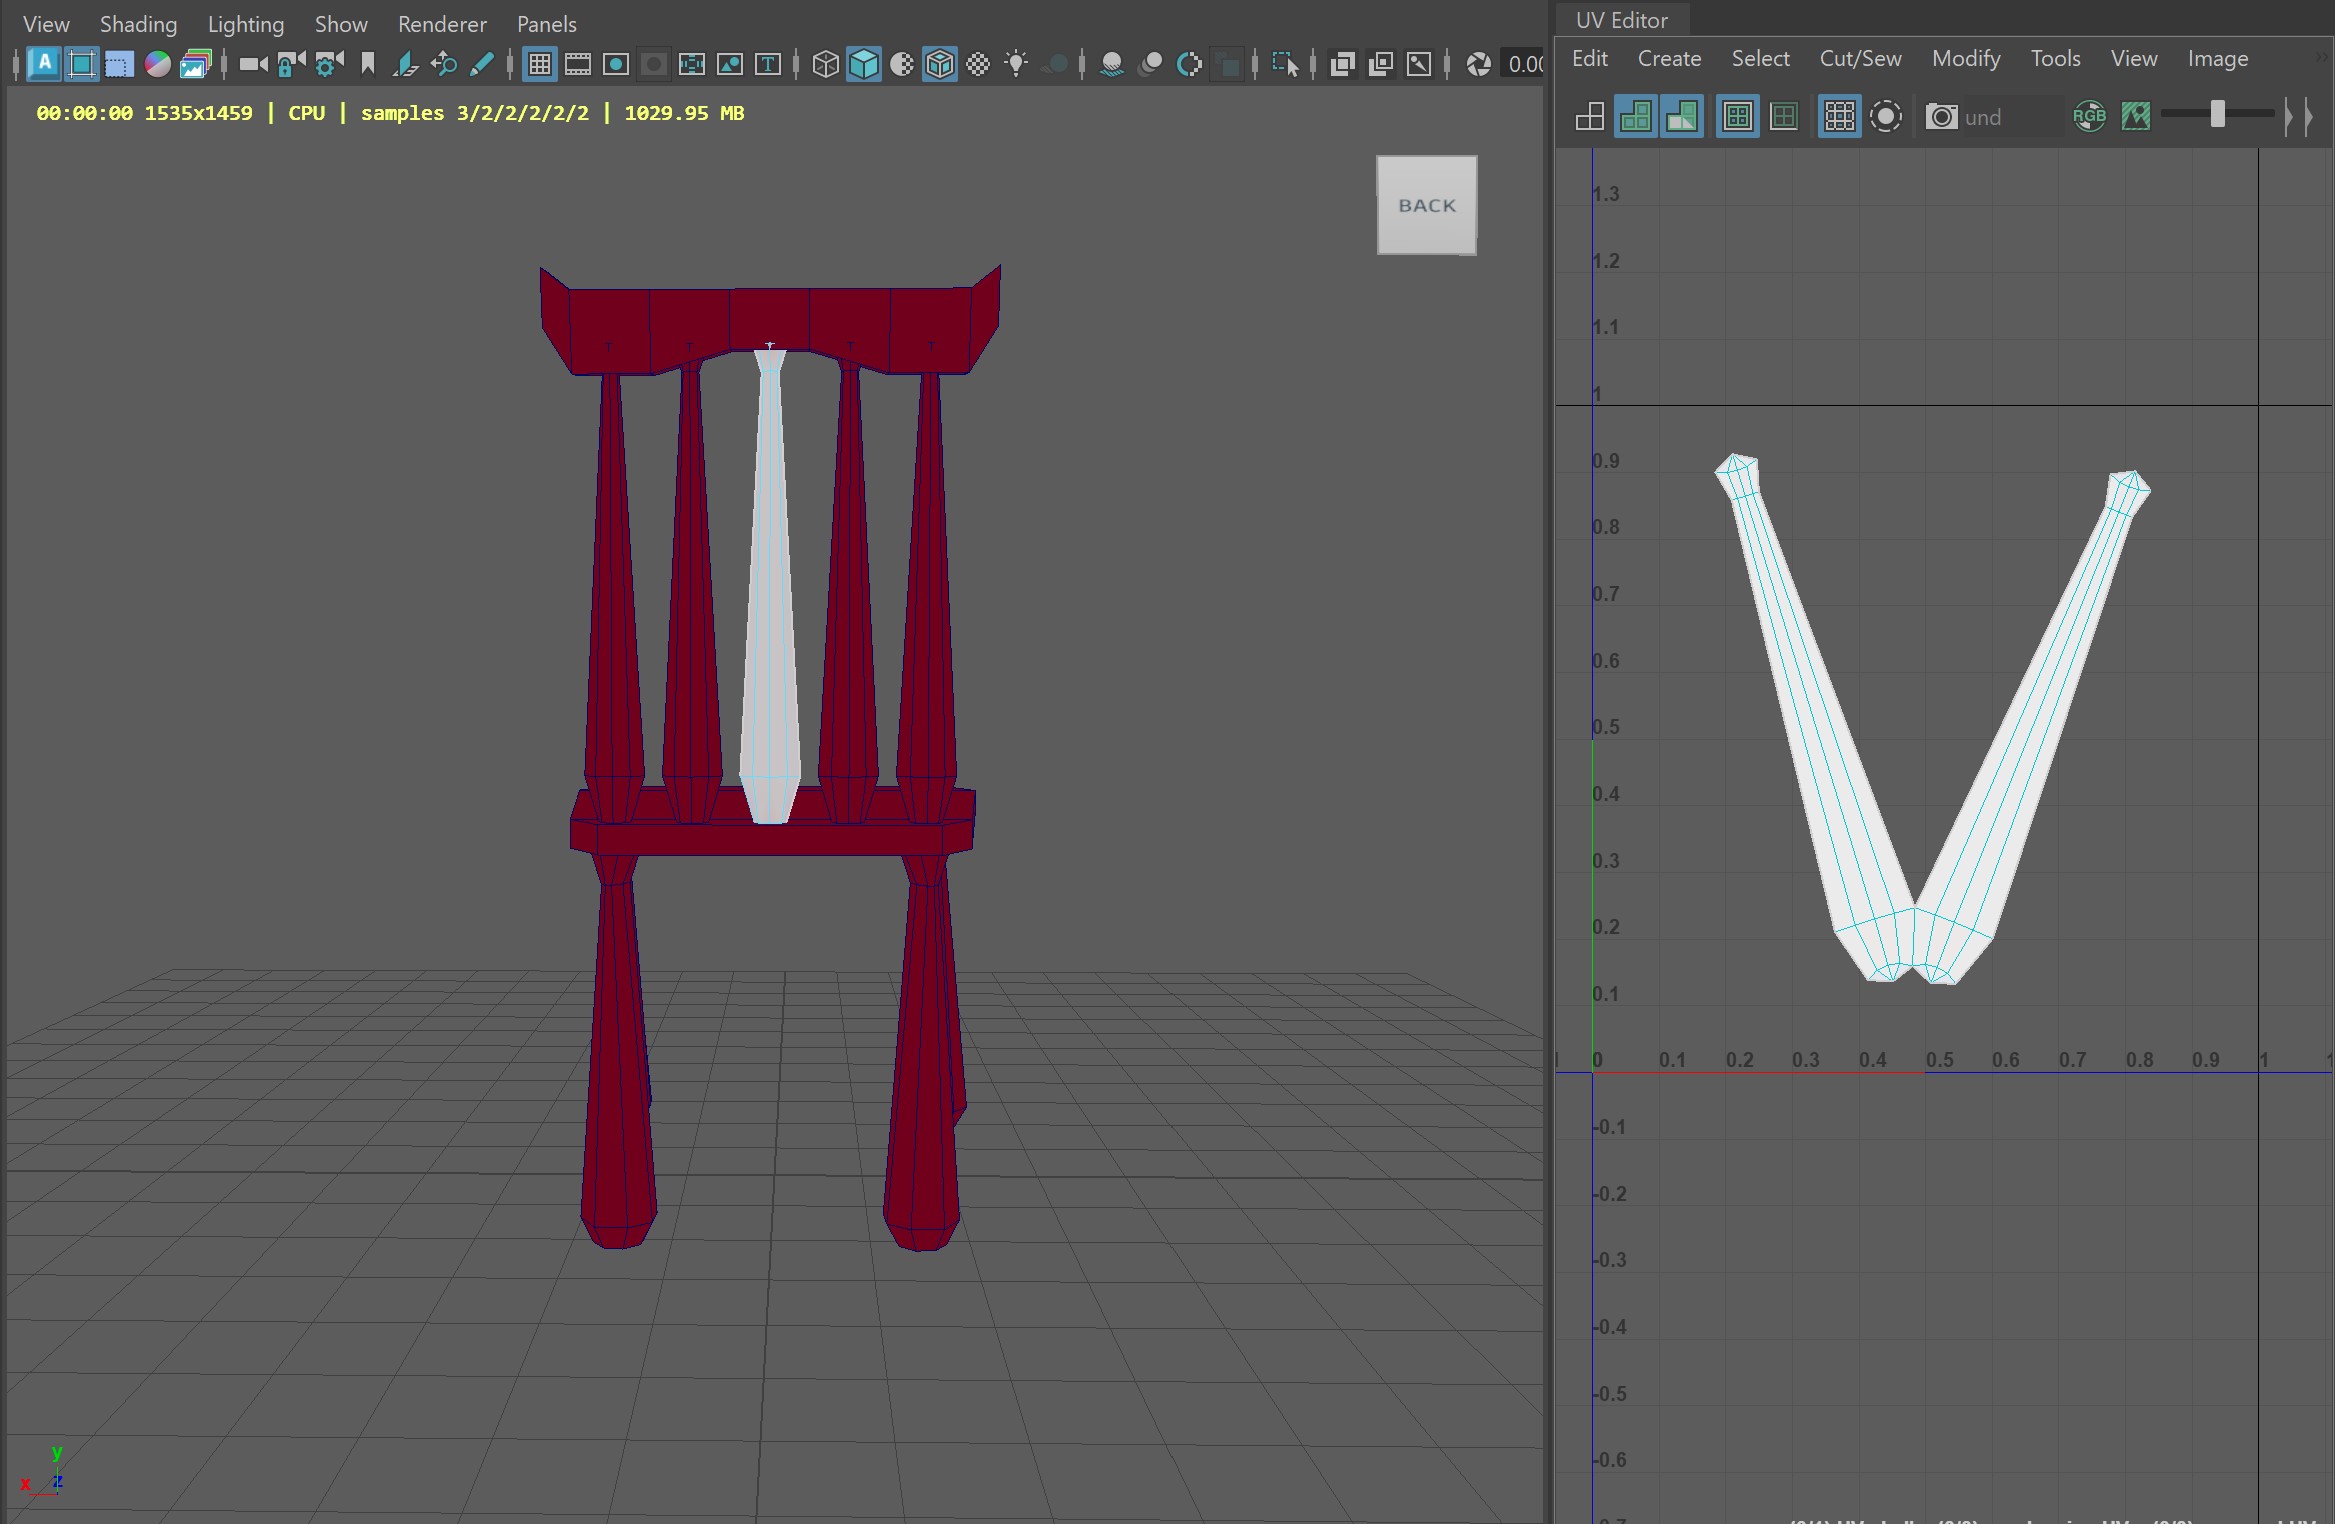 View Shading Lighting Show Renderer Panels
A T 0.00
00:00:00 1535x1459 | CPU | samples 3/2/2/2/2/2 | 1029.95 MB
BACK
y
x z
UV Editor
Edit Create Select Cut/Sew Modify Tools View Image »
und RGB
1.3
1.2
1.1
1
0.9
0.8
0.7
0.6
0.5
0.4
0.3
0.2
0.1
0 0.1 0.2 0.3 0.4 0.5 0.6 0.7 0.8 0.9 1
-0.1
-0.2
-0.3
-0.4
-0.5
-0.6